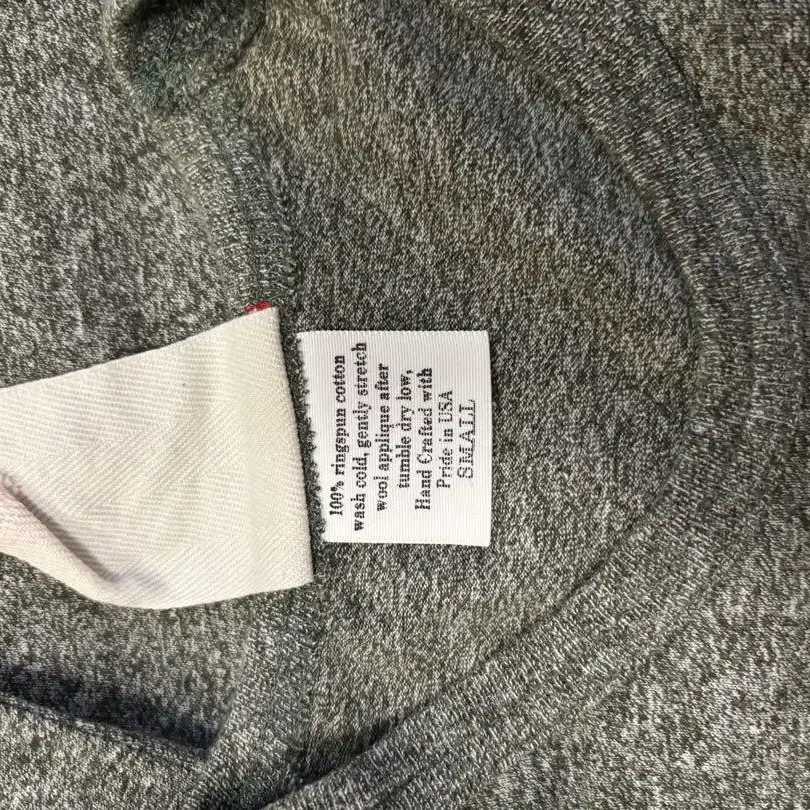 100% ringspun cotton
wash cold, gently stretch
wool applique after
tumble dry low,
Hand Crafted with
Pride in USA
SMALL